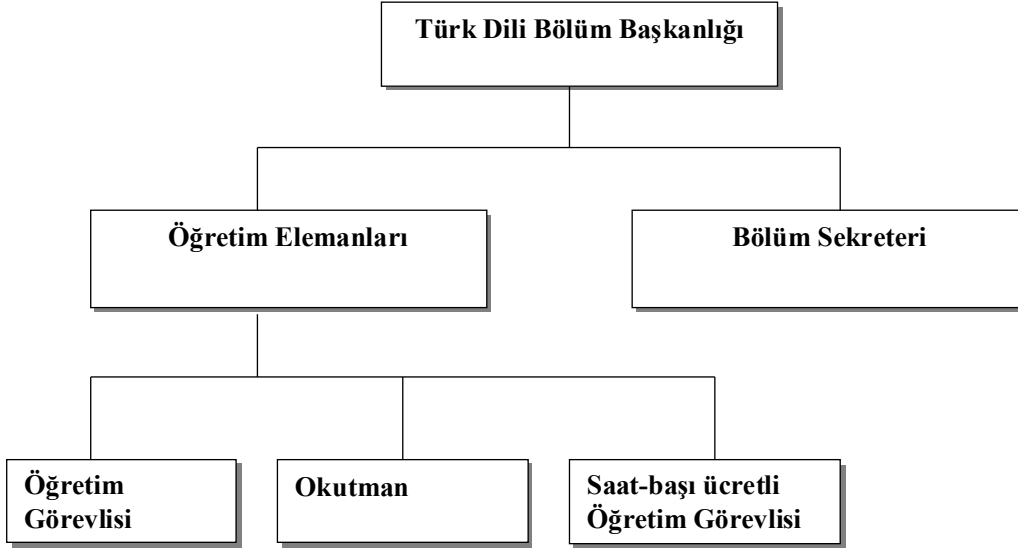 Türk Dili Bölüm Başkanlığı
Öğretim Elemanları
Bölüm Sekreteri
Öğretim
Görevlisi
Okutman
Saat-başı ücretli
Öğretim Görevlisi